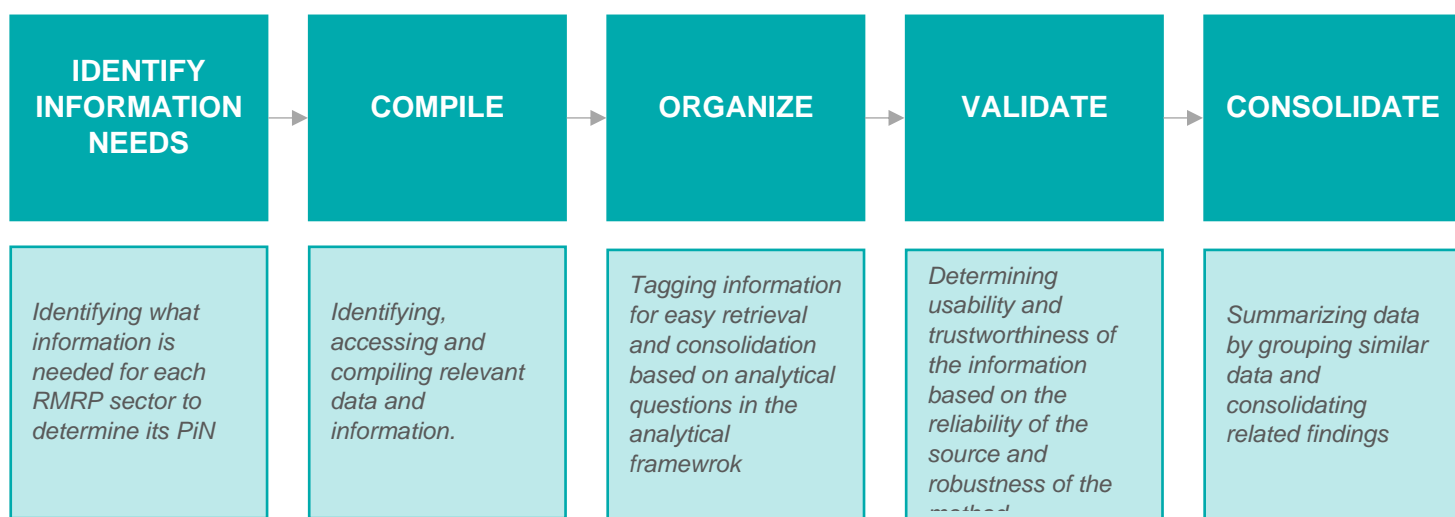 IDENTIFY
INFORMATION
NEEDS
COMPILE
ORGANIZE
VALIDATE
CONSOLIDATE
Identifying what
information is
needed for each
RMRP sector to
determine its PiN
Identifying,
accessing and
compiling relevant
data and
information.
Tagging information
for easy retrieval
and consolidation
based on analytical
questions in the
analytical
framewrok
Determining
usability and
trustworthiness of
the information
based on the
reliability of the
source and
robustness of the
method
Summarizing data
by grouping similar
data and
consolidating
related findings